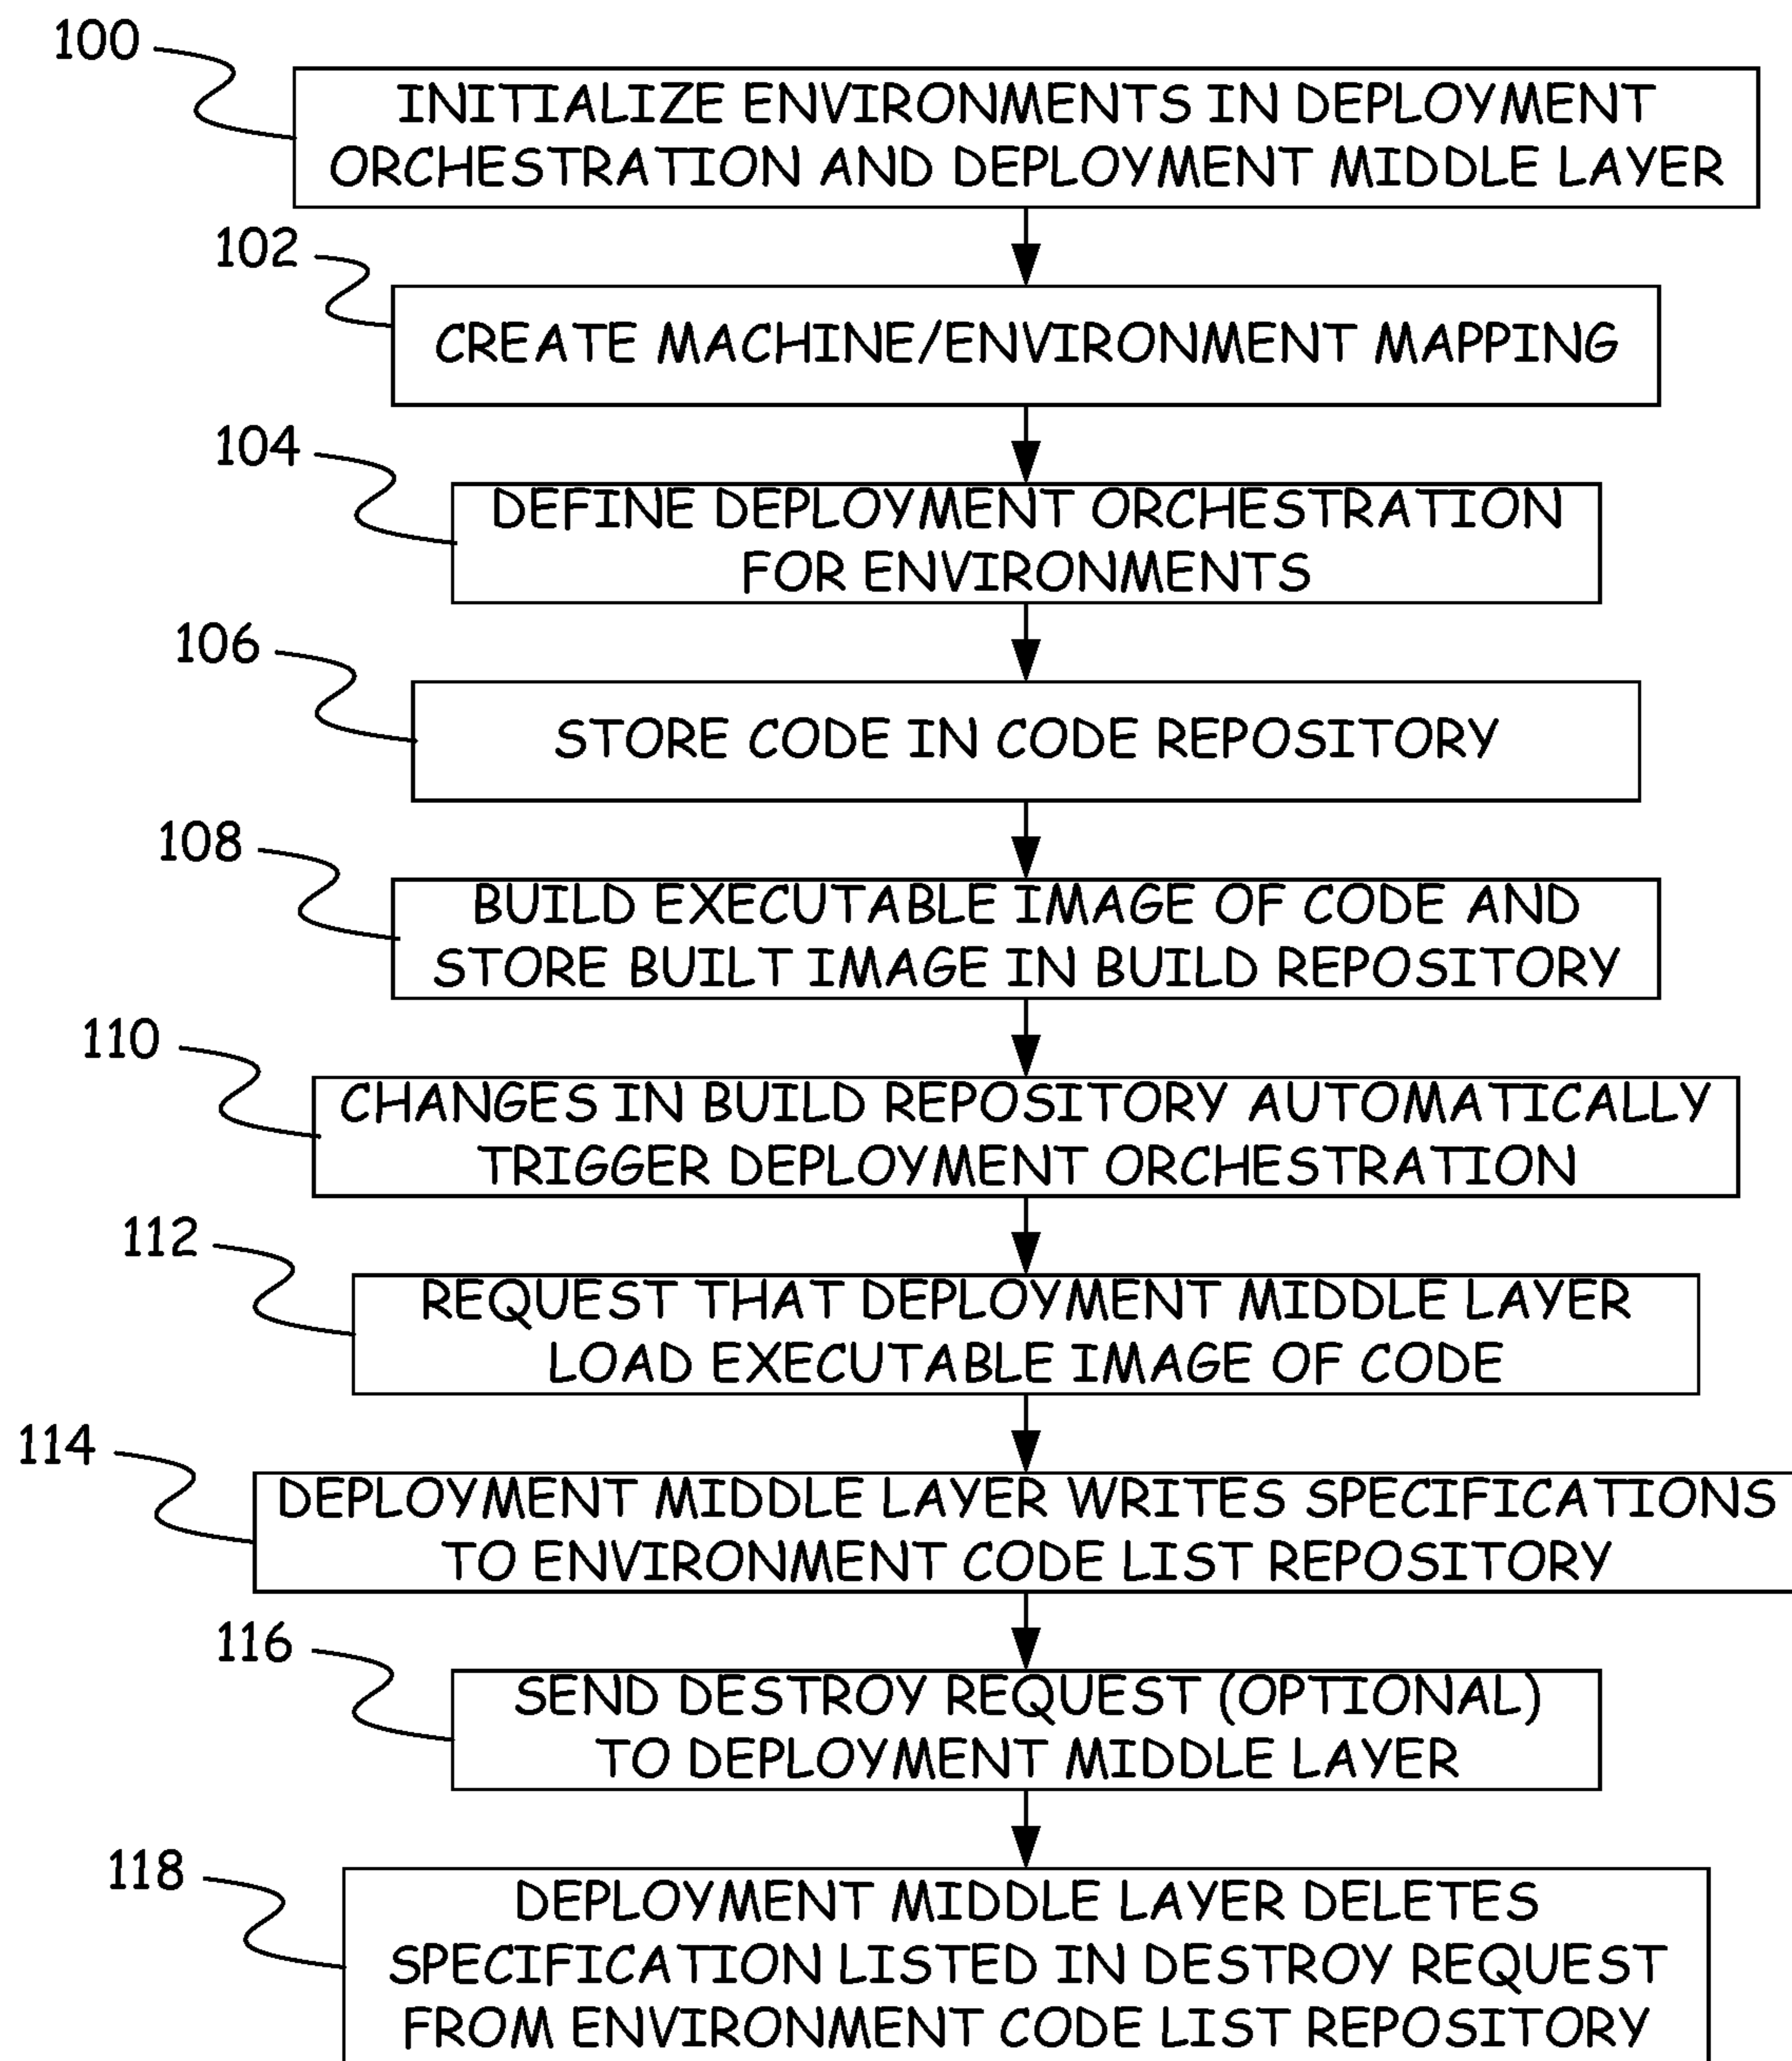 100
INITIALIZE ENVIRONMENTS IN DEPLOYMENT
ORCHESTRATION AND DEPLOYMENT MIDDLE LAYER
102
CREATE MACHINE/ENVIRONMENT MAPPING
104
DEFINE DEPLOYMENT ORCHESTRATION
FOR ENVIRONMENTS
106
STORE CODE IN CODE REPOSITORY
108
BUILD EXECUTABLE IMAGE OF CODE AND
STORE BUILT IMAGE IN BUILD REPOSITORY
110
CHANGES IN BUILD REPOSITORY AUTOMATICALLY
TRIGGER DEPLOYMENT ORCHESTRATION
112
REQUEST THAT DEPLOYMENT MIDDLE LAYER
LOAD EXECUTABLE IMAGE OF CODE
114
DEPLOYMENT MIDDLE LAYER WRITES SPECIFICATIONS
TO ENVIRONMENT CODE LIST REPOSITORY
116
SEND DESTROY REQUEST (OPTIONAL)
TO DEPLOYMENT MIDDLE LAYER
118
DEPLOYMENT MIDDLE LAYER DELETES
SPECIFICATION LISTED IN DESTROY REQUEST
FROM ENVIRONMENT CODE LIST REPOSITORY